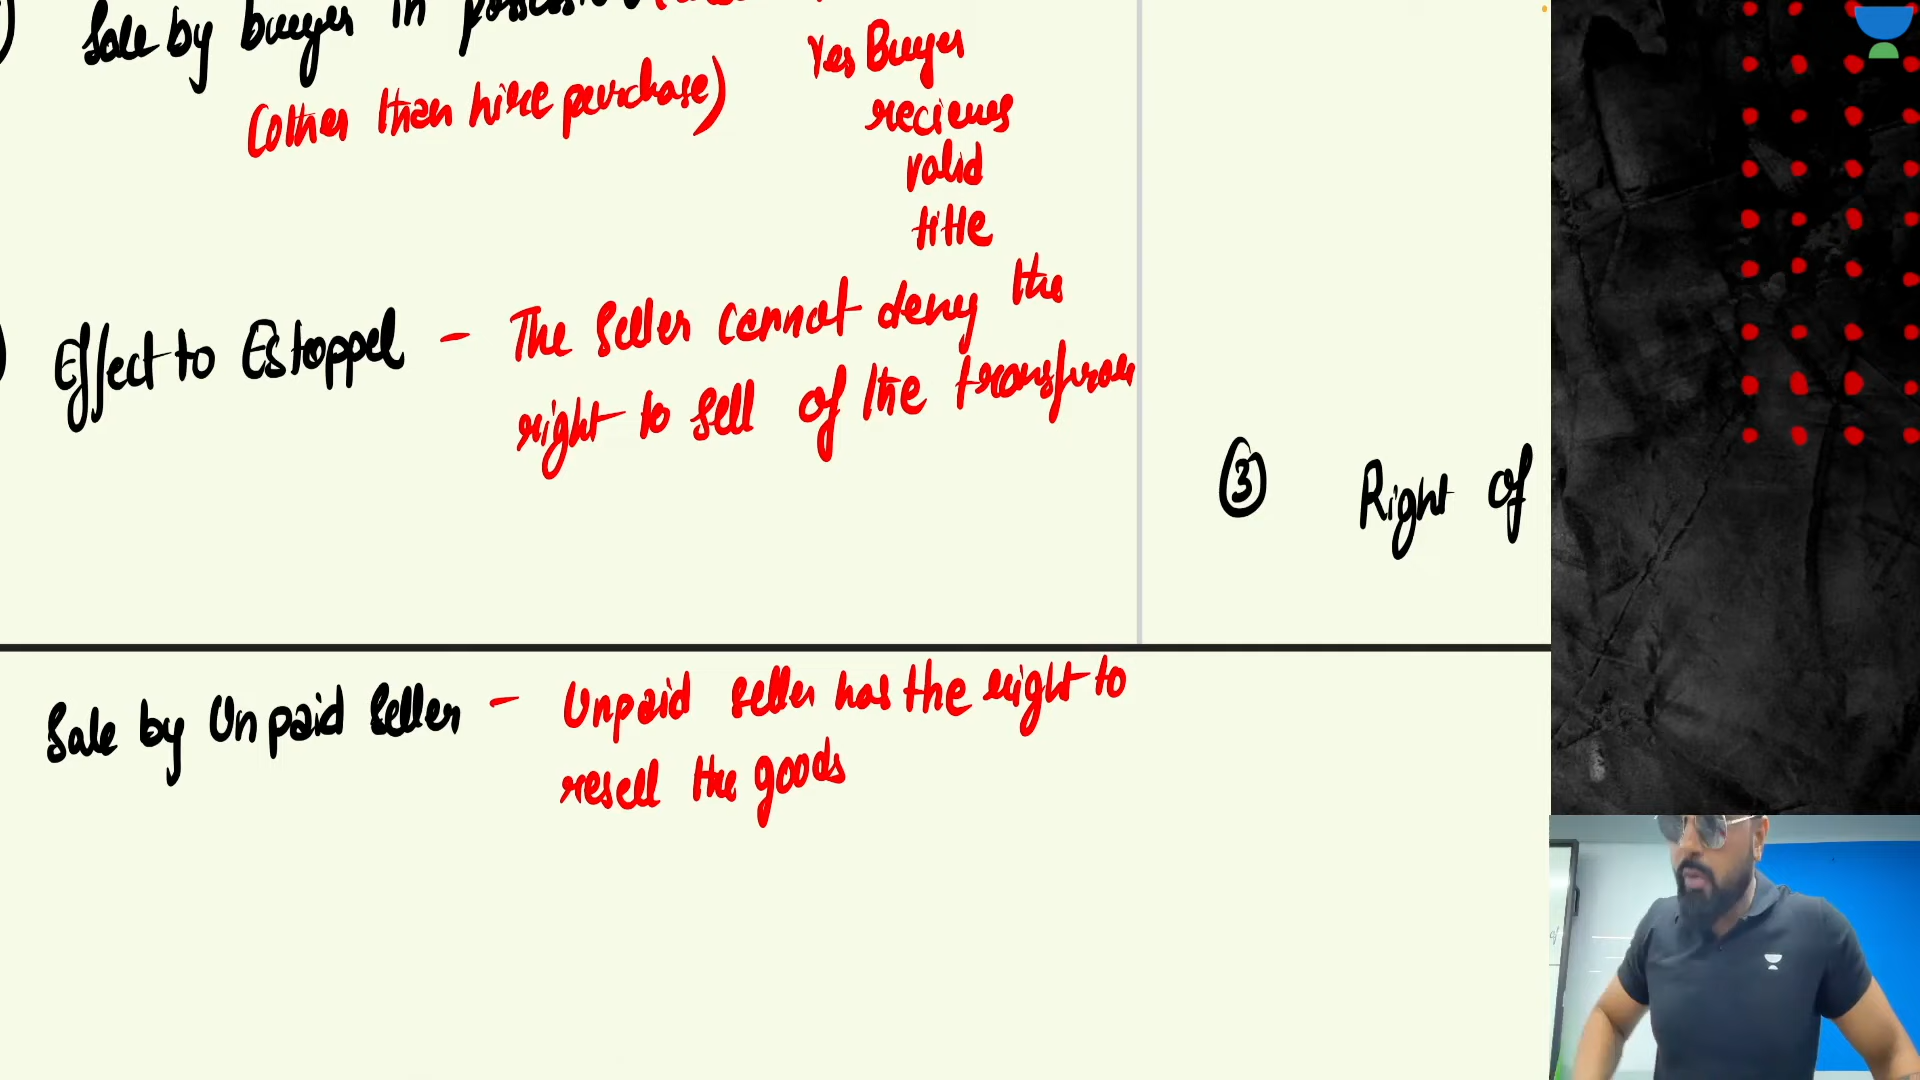 Sale by buyer in
(other than hire purchase)
Yes Buyer
recieves
valid
title
Effect to Estoppel - The Seller cannot deny the
right to sell of the
③ Right of
Sale by Unpaid Seller - Unpaid seller has the right to
resell the goods